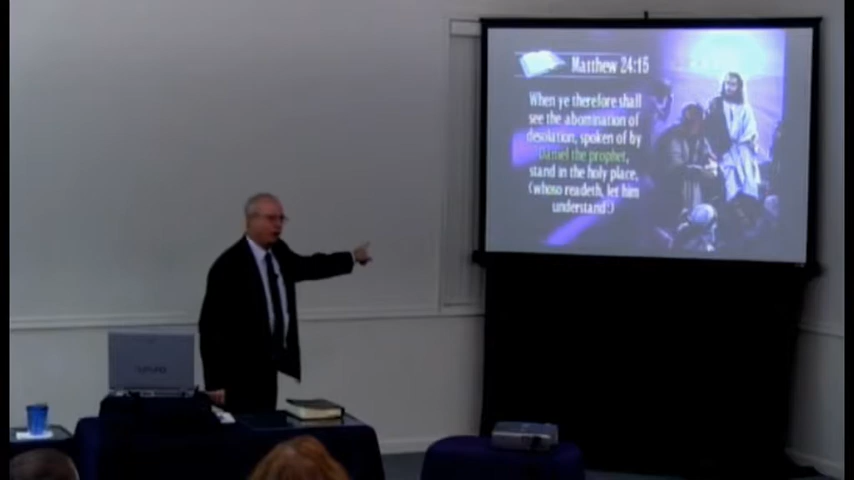 Matthew 24:15
When ye therefore shall
see the abomination of
desolation, spoken of by
Daniel the prophet,
stand in the holy place,
(whoso readeth, let him
understand:)
VAIO